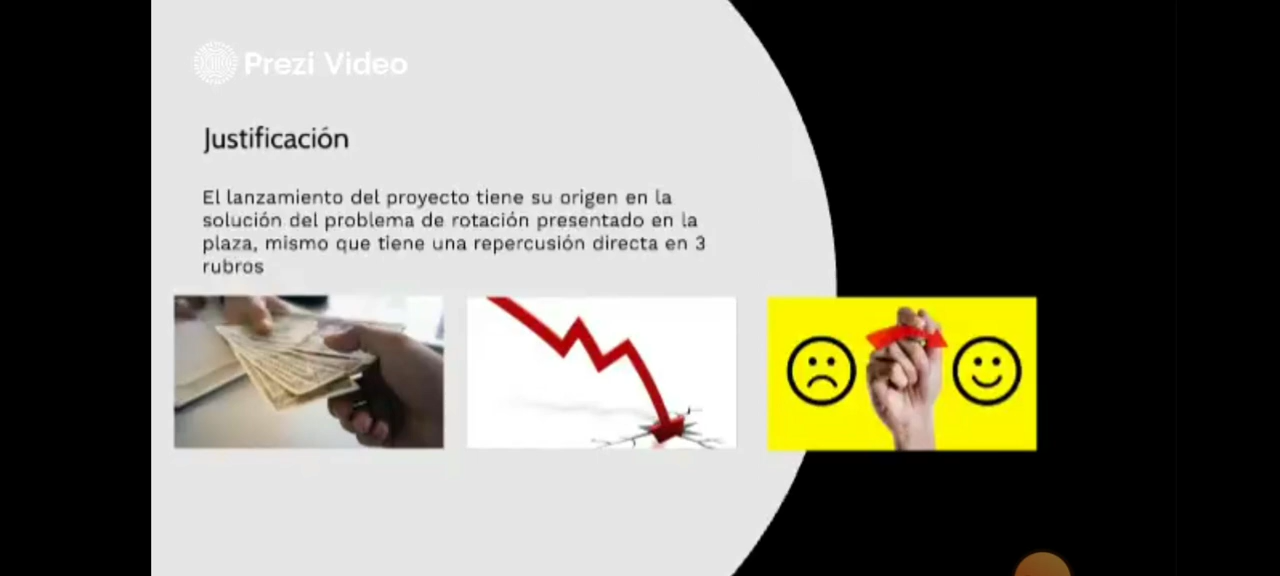 Prezi Video
Justificación
El lanzamiento del proyecto tiene su origen en la
solución del problema de rotación presentado en la
plaza, mismo que tiene una repercusión directa en 3
rubros